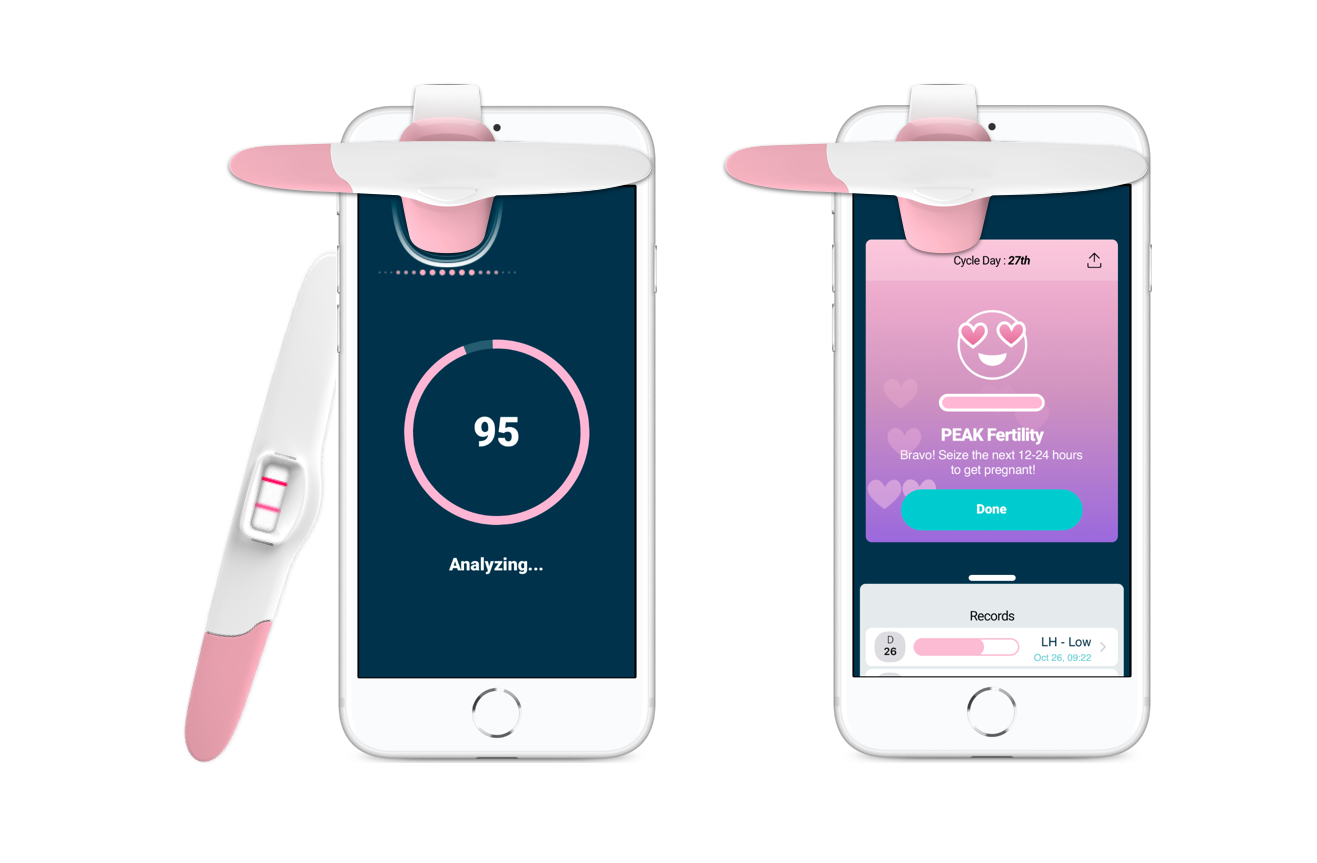 95
Analyzing...
Cycle Day : 27th
PEAK Fertility
Bravo! Seize the next 12-24 hours
to get pregnant!
Done
Records
D
26
LH - Low
Oct 26, 09:22